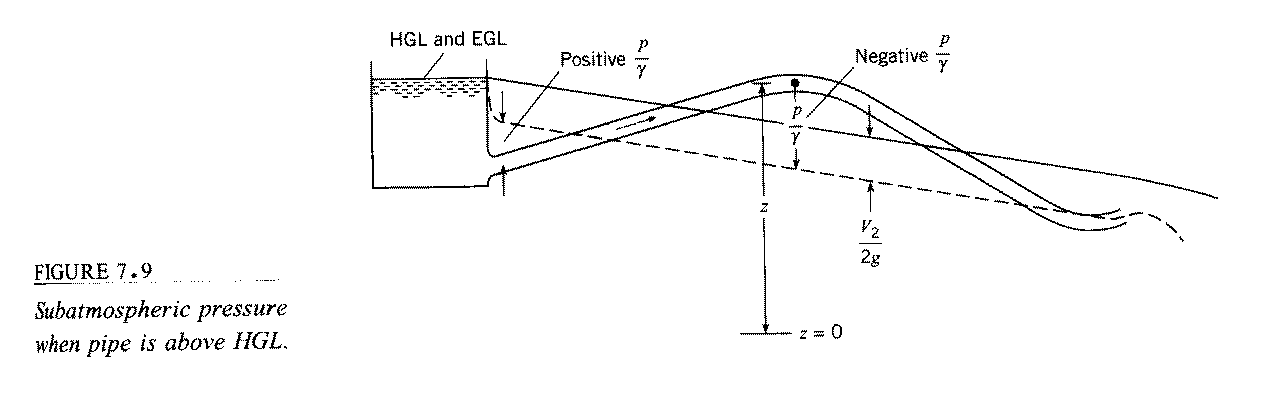 HGL and EGL
Positive p/γ
Negative p/γ
p/γ
z
V2/2g
z = 0
FIGURE 7.9
Subatmospheric pressure
when pipe is above HGL.